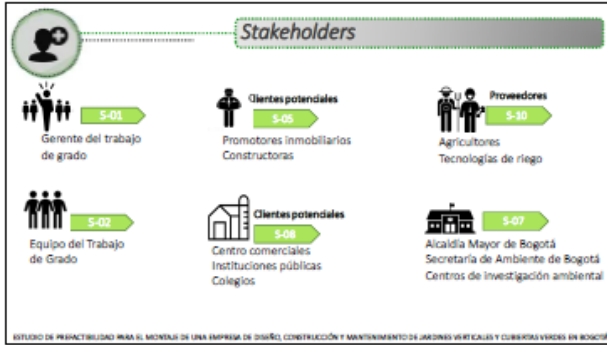 Stakeholders
S-01
Gerente del trabajo
de grado
Clientes potenciales
S-05
Promotores inmobiliarios
Constructoras
Proveedores
S-10
Agricultores
Tecnologías de riego
S-02
Equipo del Trabajo
de Grado
Clientes potenciales
S-08
Centro comerciales
Instituciones públicas
Colegios
S-07
Alcaldía Mayor de Bogotá
Secretaría de Ambiente de Bogotá
Centros de investigación ambiental
ESTUDIO DE PREFACTIBILIDAD PARA EL MONTAJE DE UNA EMPRESA DE DISEÑO, CONSTRUCCIÓN Y MANTENIMIENTO DE JARDINES VERTICALES Y CUBIERTAS VERDES EN BOGOTÁ